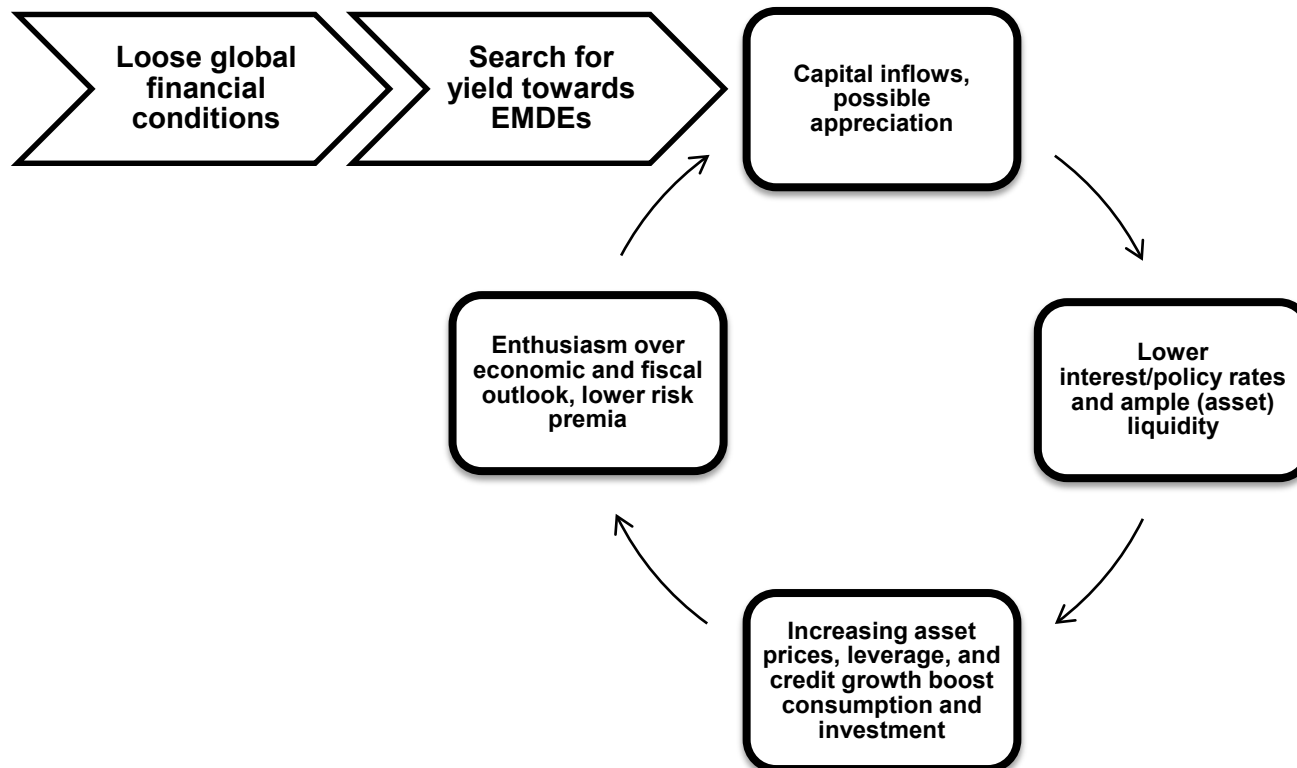 Loose global
financial
conditions
Search for
yield towards
EMDEs
Capital inflows,
possible
appreciation
Lower
interest/policy rates
and ample (asset)
liquidity
Increasing asset
prices, leverage, and
credit growth boost
consumption and
investment
Enthusiasm over
economic and fiscal
outlook, lower risk
premia